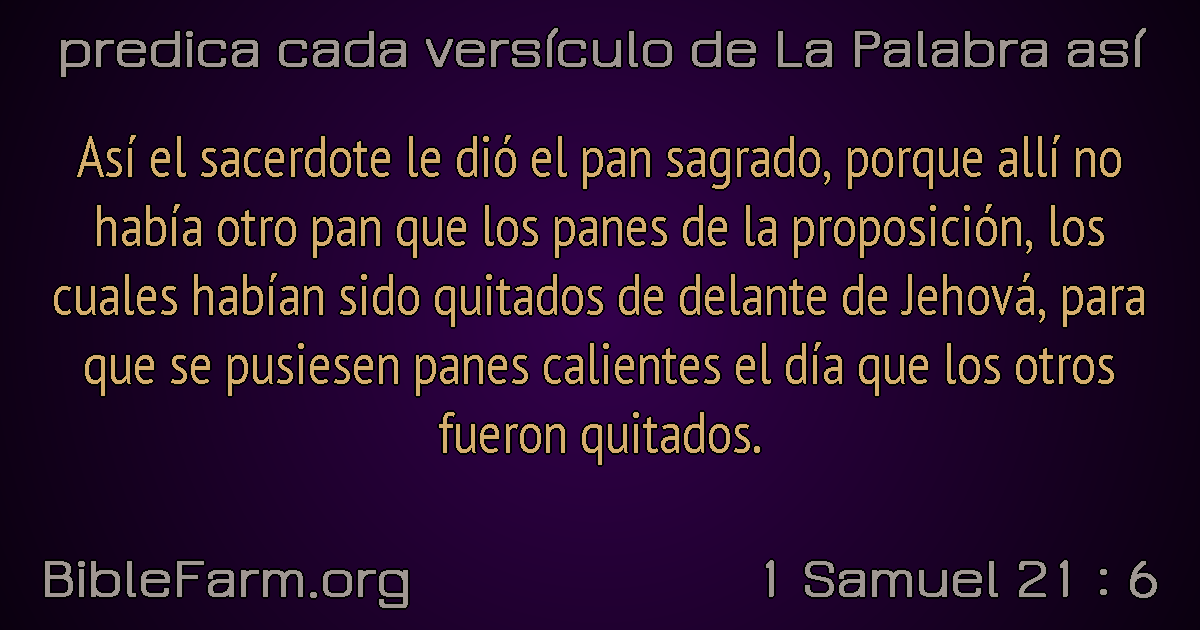 predica cada versículo de La Palabra así
Así el sacerdote le dió el pan sagrado, porque allí no
había otro pan que los panes de la proposición, los
cuales habían sido quitados de delante de Jehová, para
que se pusiesen panes calientes el día que los otros
fueron quitados.
BibleFarm.org
1 Samuel 21 : 6